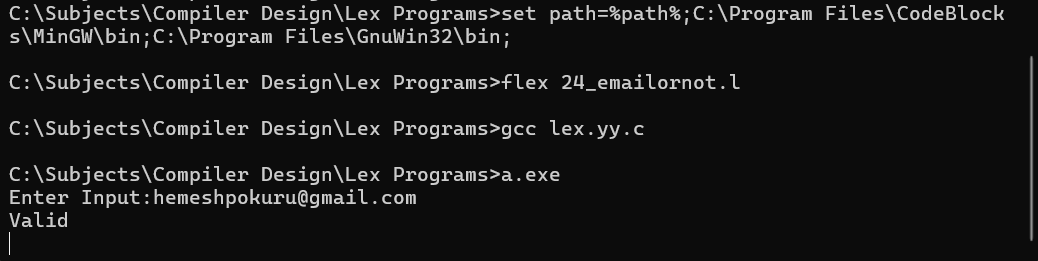 C:\Subjects\Compiler Design\Lex Programs>set path=%path%;C:\Program Files\CodeBlock
s\MinGW\bin;C:\Program Files\GnuWin32\bin;
C:\Subjects\Compiler Design\Lex Programs>flex 24_emailornot.l
C:\Subjects\Compiler Design\Lex Programs>gcc lex.yy.c
C:\Subjects\Compiler Design\Lex Programs>a.exe
Enter Input:hemeshpokuru@gmail.com
Valid